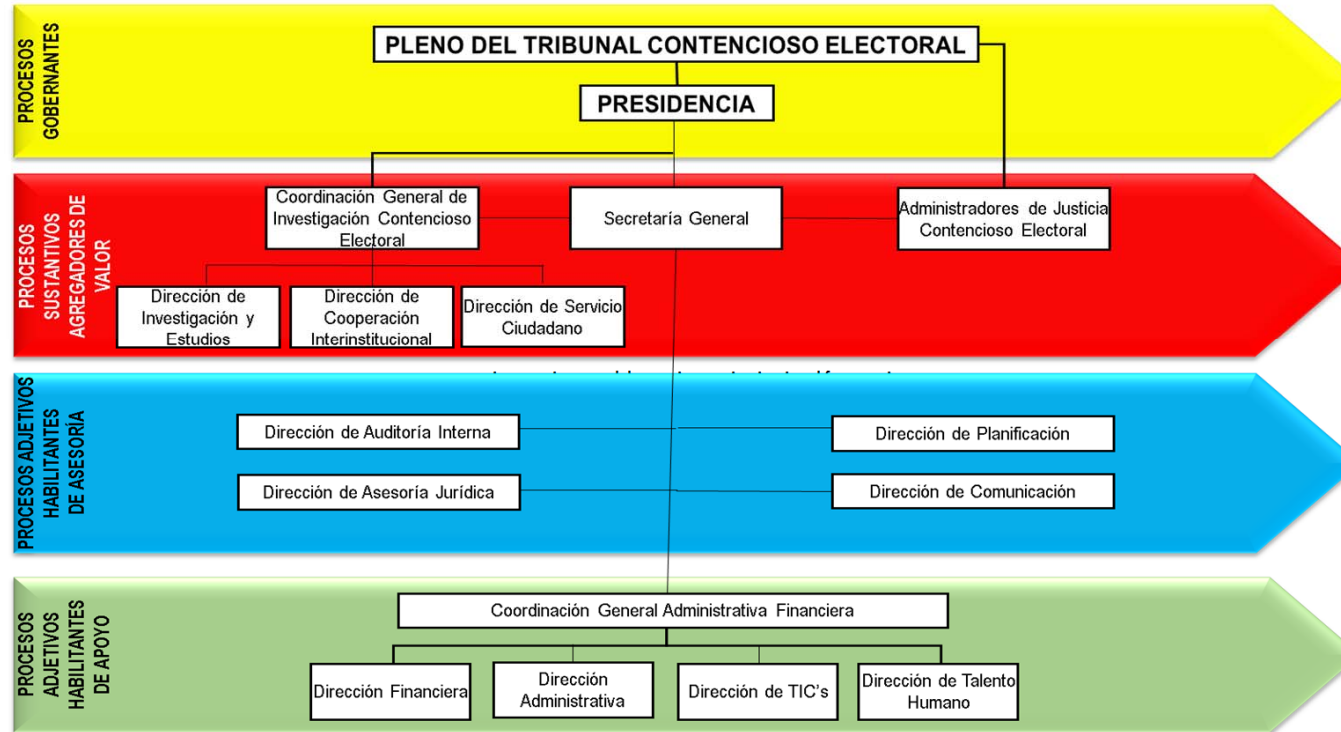 PROCESOS
GOBERNANTES
PLENO DEL TRIBUNAL CONTENCIOSO ELECTORAL
PRESIDENCIA
PROCESOS
SUSTANTIVOS
AGREGADORES DE
VALOR
Coordinación General de
Investigación Contencioso
Electoral
Secretaría General
Administradores de Justicia
Contencioso Electoral
Dirección de
Investigación y
Estudios
Dirección de
Cooperación
Interinstitucional
Dirección de Servicio
Ciudadano
PROCESOS ADJETIVOS
HABILITANTES
DE ASESORÍA
Dirección de Auditoría Interna
Dirección de Planificación
Dirección de Asesoría Jurídica
Dirección de Comunicación
PROCESOS
ADJETIVOS
HABILITANTES
DE APOYO
Coordinación General Administrativa Financiera
Dirección Financiera
Dirección
Administrativa
Dirección de TIC's
Dirección de Talento
Humano